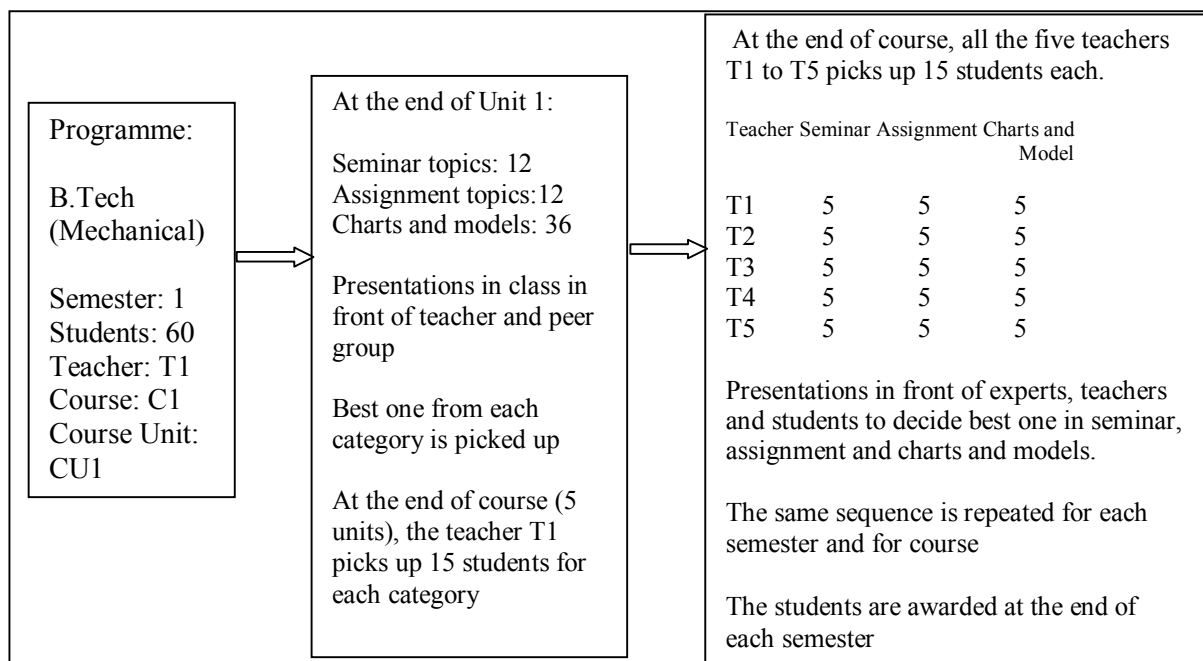 Programme:
B.Tech
(Mechanical)
Semester: 1
Students: 60
Teacher: T1
Course: C1
Course Unit:
CU1
At the end of Unit 1:
Seminar topics: 12
Assignment topics:12
Charts and models: 36
Presentations in class in
front of teacher and peer
group
Best one from each
category is picked up
At the end of course (5
units), the teacher T1
picks up 15 students for
each category
At the end of course, all the five teachers
T1 to T5 picks up 15 students each.
Teacher Seminar Assignment Charts and
Model
T1 5 5 5
T2 5 5 5
T3 5 5 5
T4 5 5 5
T5 5 5 5
Presentations in front of experts, teachers
and students to decide best one in seminar,
assignment and charts and models.
The same sequence is repeated for each
semester and for course
The students are awarded at the end of
each semester